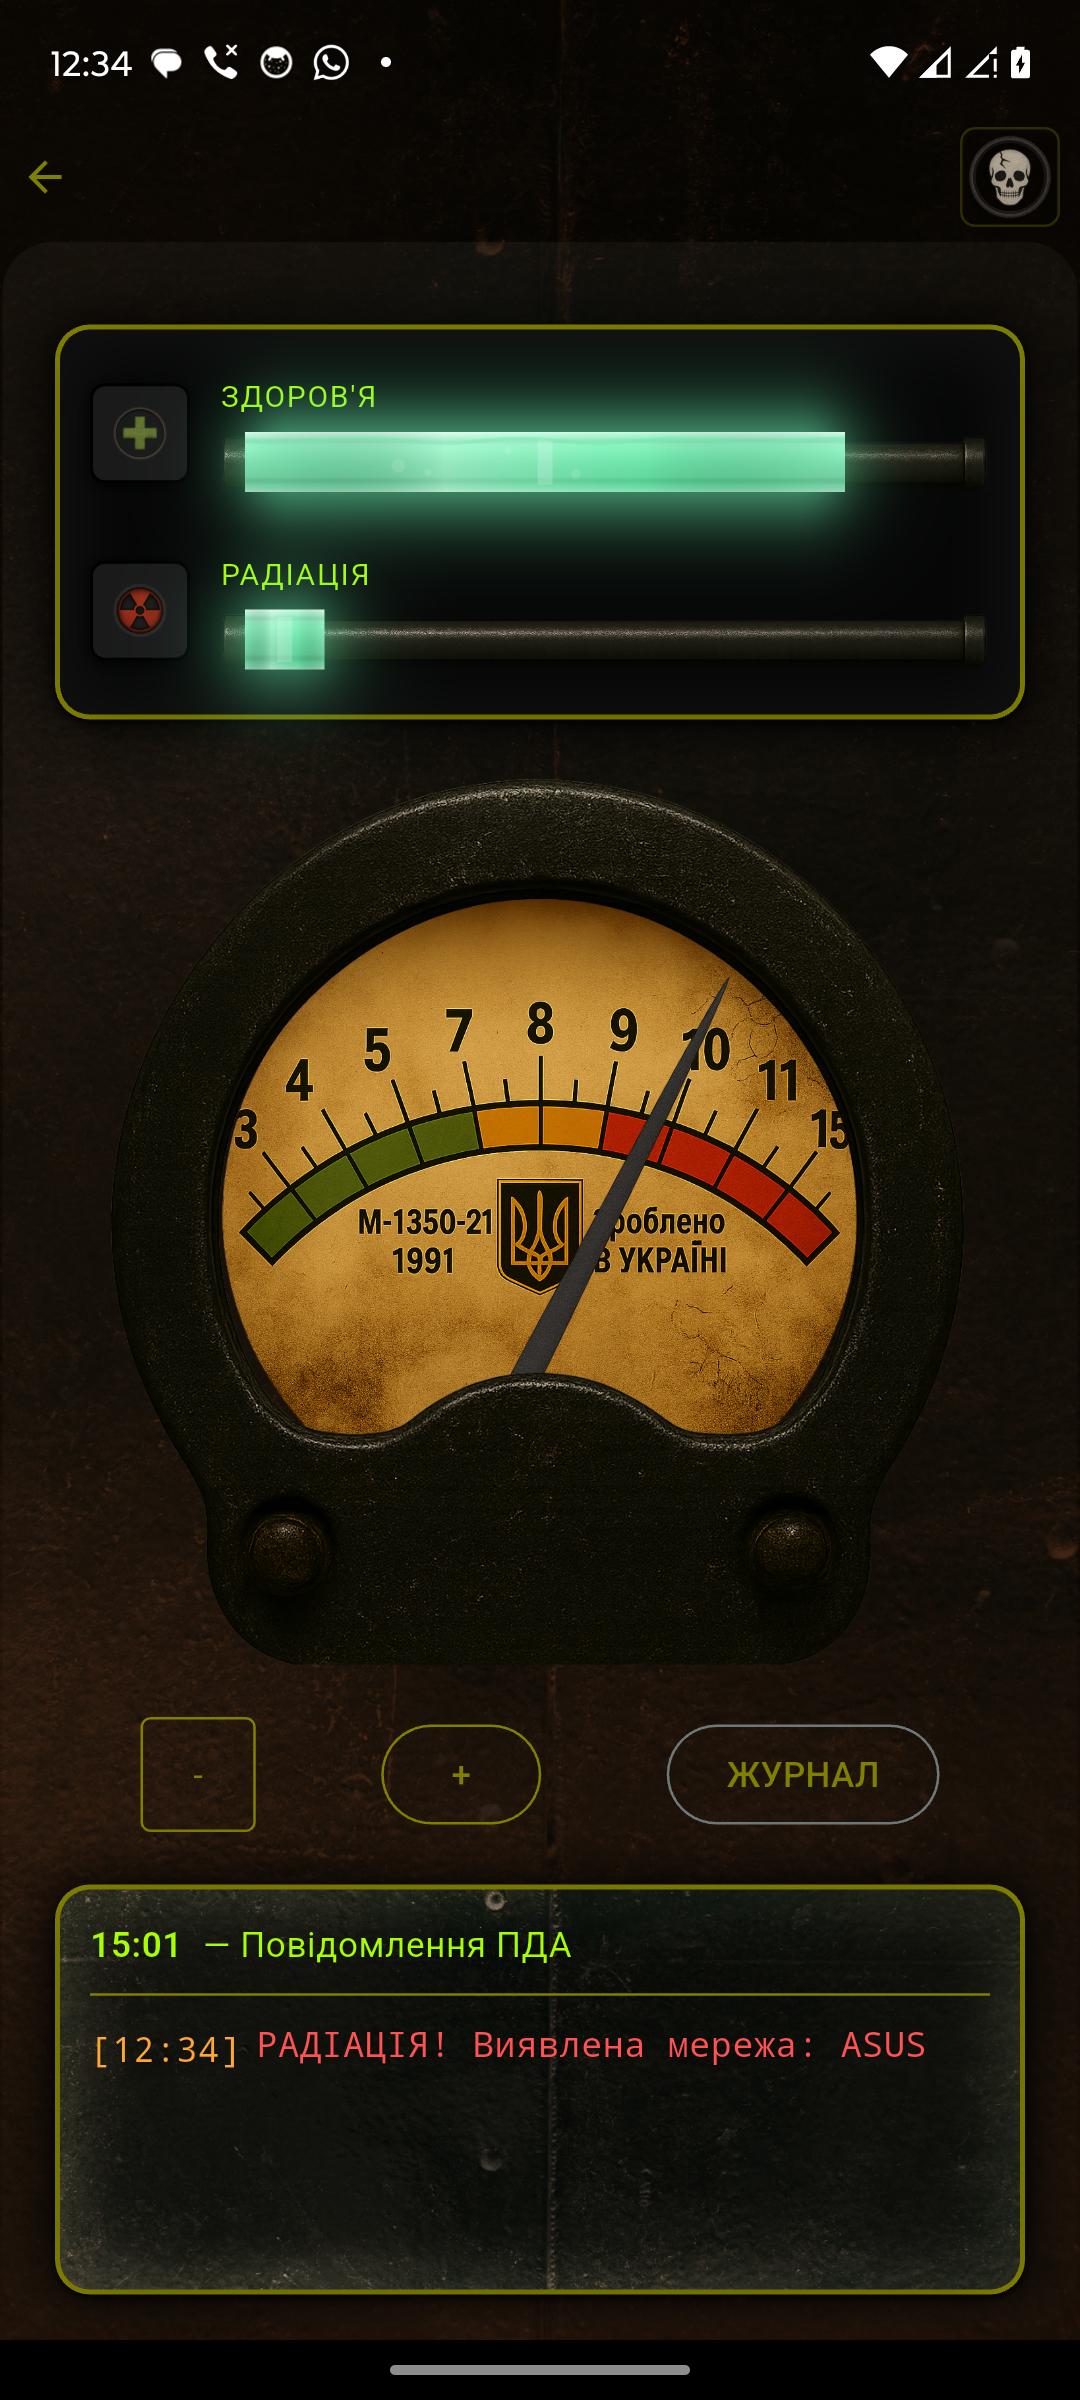 12:34
ЗДОРОВ'Я
РАДІАЦІЯ
3 4 5 7 8 9 10 11 15
М-1350-21
1991
Зроблено
В УКРАЇНІ
-
+
ЖУРНАЛ
15:01 — Повідомлення ПДА
[12:34] РАДІАЦІЯ! Виявлена мережа: ASUS